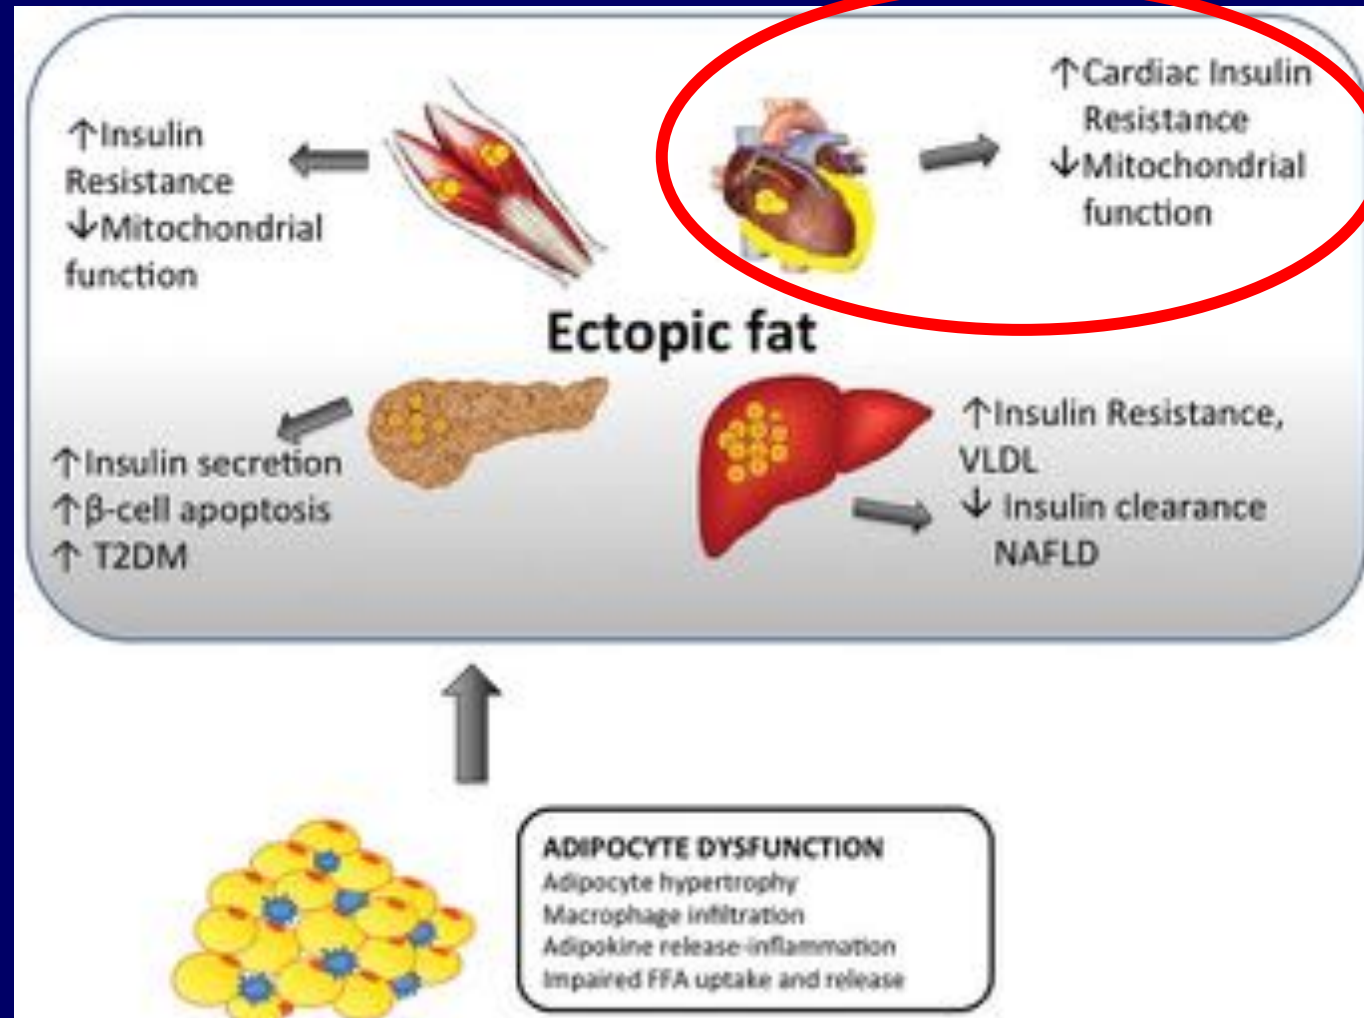 ↑Insulin
Resistance
↓Mitochondrial
function
↑Cardiac Insulin
Resistance
↓Mitochondrial
function
Ectopic fat
↑Insulin secretion
↑β-cell apoptosis
↑ T2DM
↑Insulin Resistance,
VLDL
↓ Insulin clearance
NAFLD
ADIPOCYTE DYSFUNCTION
Adipocyte hypertrophy
Macrophage infiltration
Adipokine release-inflammation
Impaired FFA uptake and release